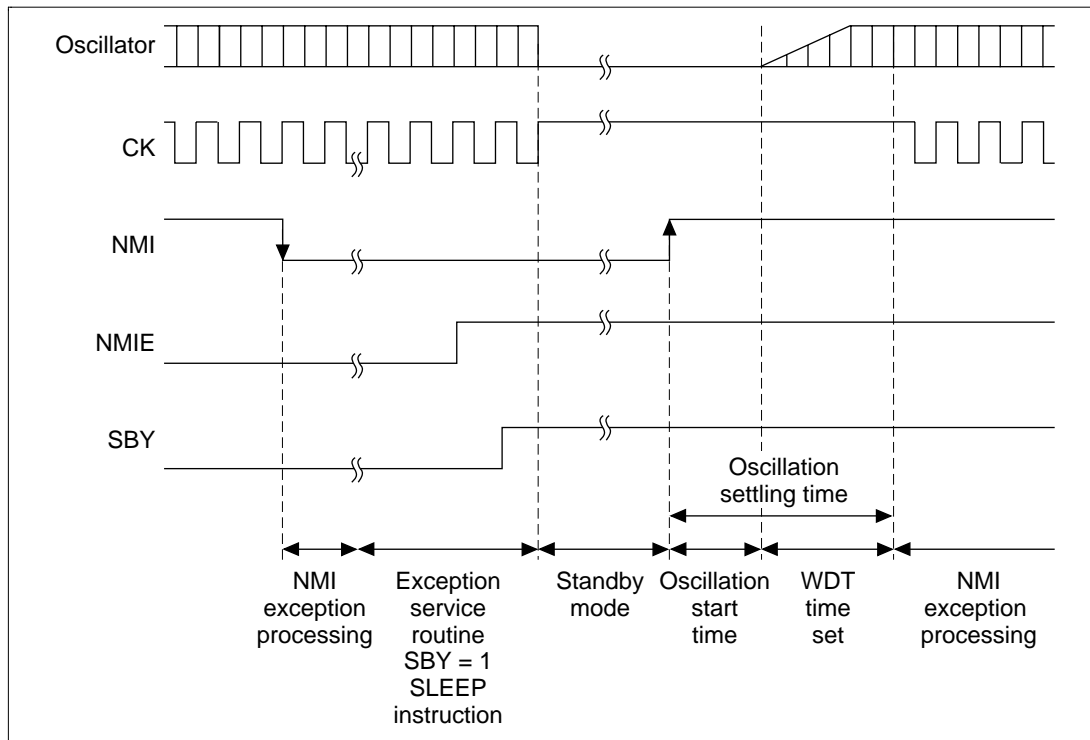 Oscillator
CK
NMI
NMIE
SBY
Oscillation
settling time
NMI
exception
processing
Exception
service
routine
SBY = 1
SLEEP
instruction
Standby
mode
Oscillation
start
time
WDT
time
set
NMI
exception
processing